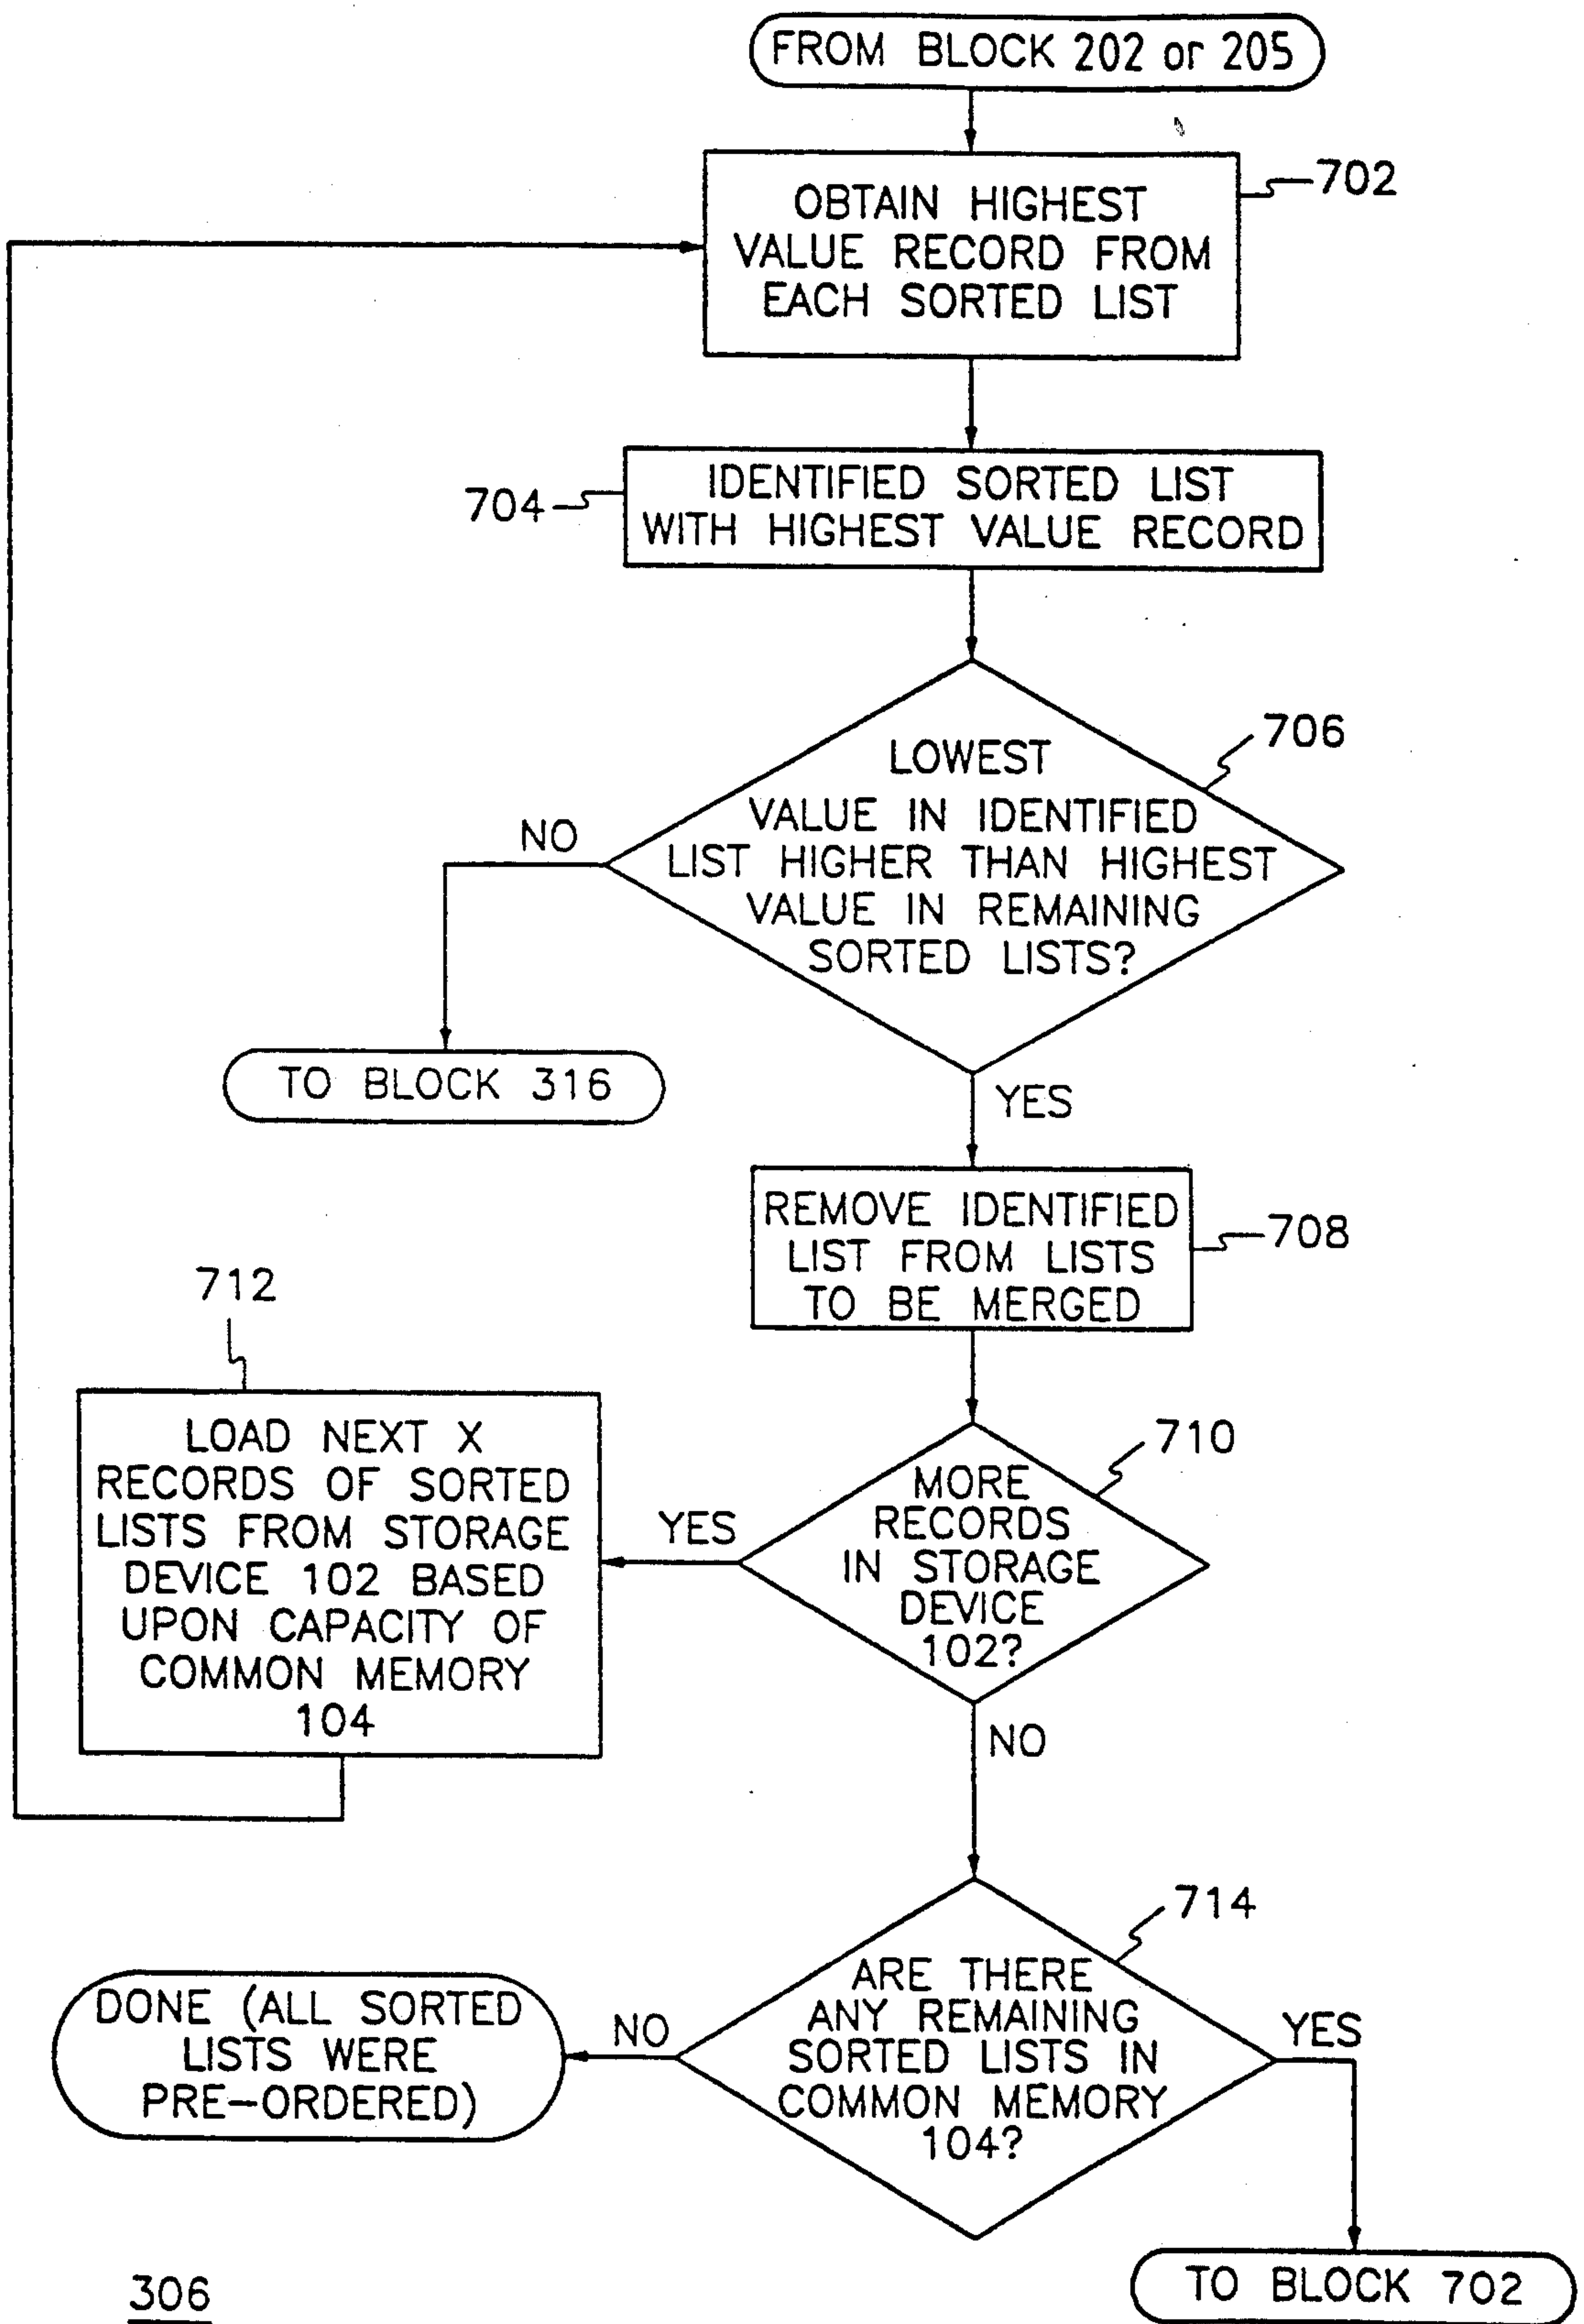 FROM BLOCK 202 or 205
OBTAIN HIGHEST
VALUE RECORD FROM
EACH SORTED LIST
702
IDENTIFIED SORTED LIST
WITH HIGHEST VALUE RECORD
704
LOWEST
VALUE IN IDENTIFIED
LIST HIGHER THAN HIGHEST
VALUE IN REMAINING
SORTED LISTS?
706
NO
TO BLOCK 316
YES
REMOVE IDENTIFIED
LIST FROM LISTS
TO BE MERGED
708
712
LOAD NEXT X
RECORDS OF SORTED
LISTS FROM STORAGE
DEVICE 102 BASED
UPON CAPACITY OF
COMMON MEMORY
104
YES
MORE
RECORDS
IN STORAGE
DEVICE
102?
710
NO
ARE THERE
ANY REMAINING
SORTED LISTS IN
COMMON MEMORY
104?
714
NO
DONE (ALL SORTED
LISTS WERE
PRE-ORDERED)
YES
TO BLOCK 702
306